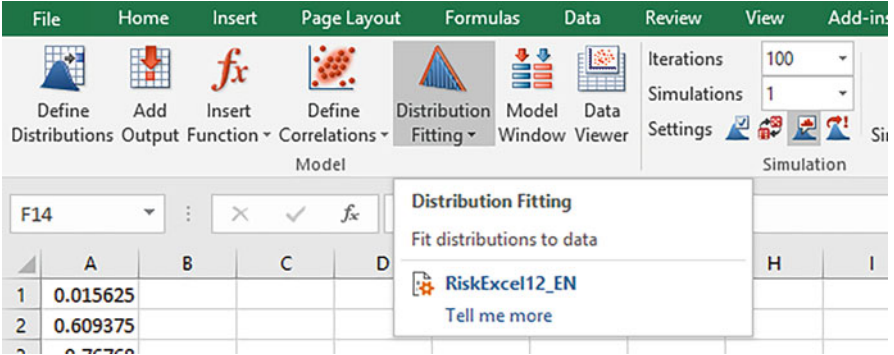 File Home Insert Page Layout Formulas Data Review View Add-ins
Define Distributions
Add Output
Insert Function
Define Correlations
Distribution Fitting
Model Window
Data Viewer
Iterations 100
Simulations 1
Settings
Model
Simulation
F14 fx
Distribution Fitting
Fit distributions to data
RiskExcel12_EN
Tell me more
A B C D H I
1 0.015625
2 0.609375